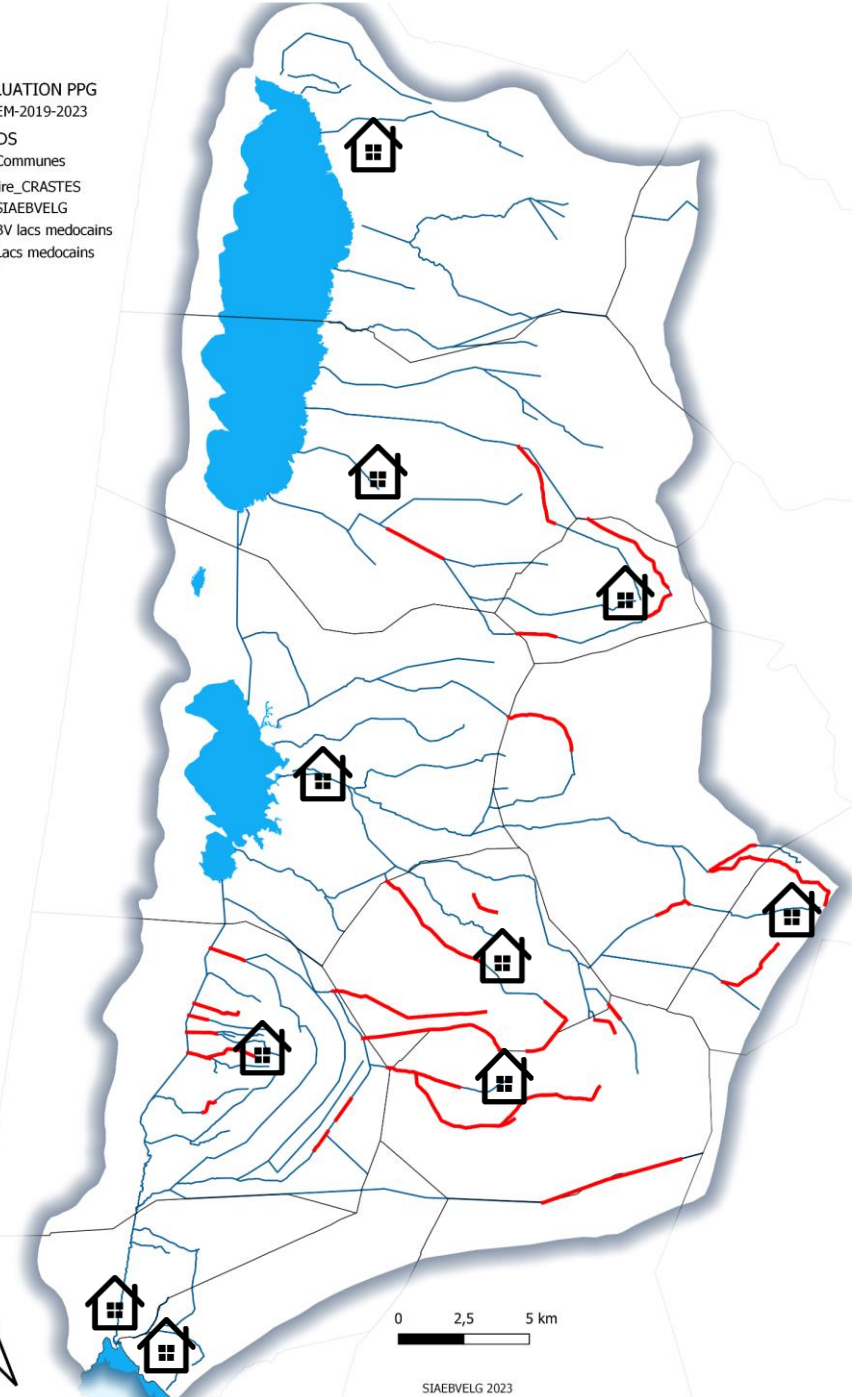 UATION PPG
EM-2019-2023
DS
Communes
ire_CRASTES
SIAEBVELG
BV lacs medocains
Lacs medocains
0 2,5 5 km
SIAEBVELG 2023